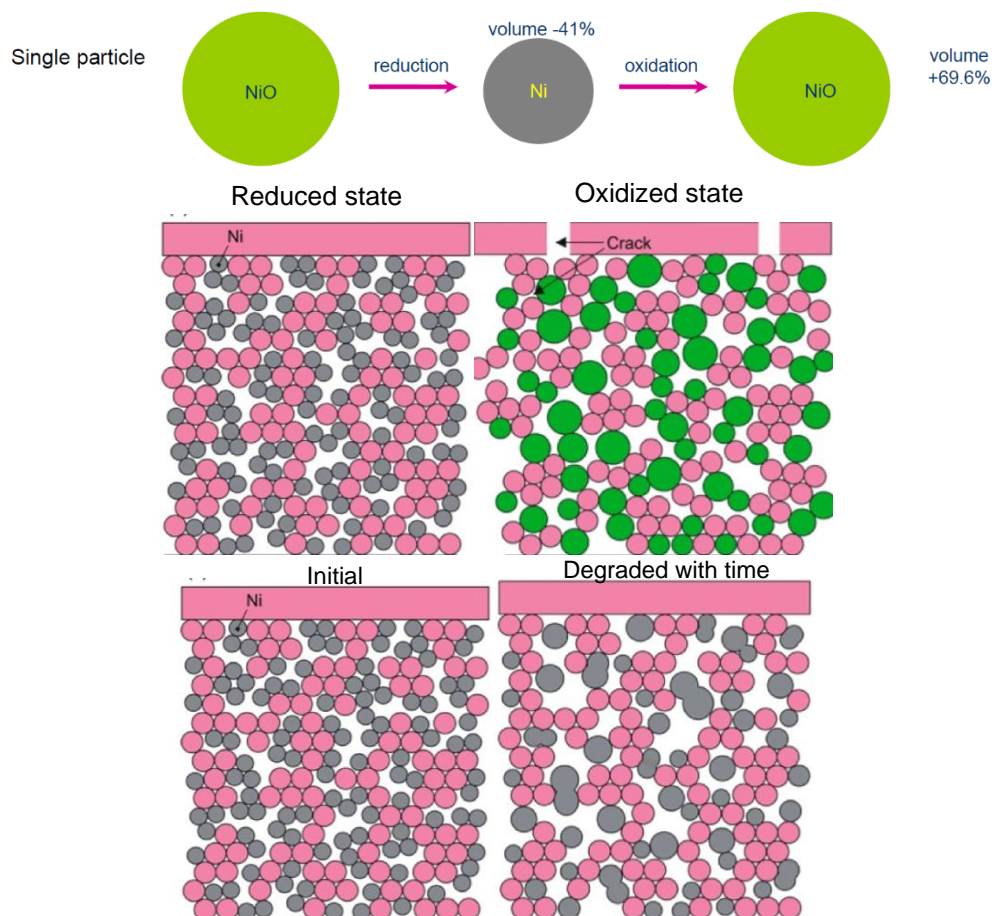 volume -41%
Single particle
reduction
oxidation
volume
+69.6%
NiO
Ni
NiO
Reduced state
Oxidized state
Ni
Crack
Initial
Degraded with time
Ni